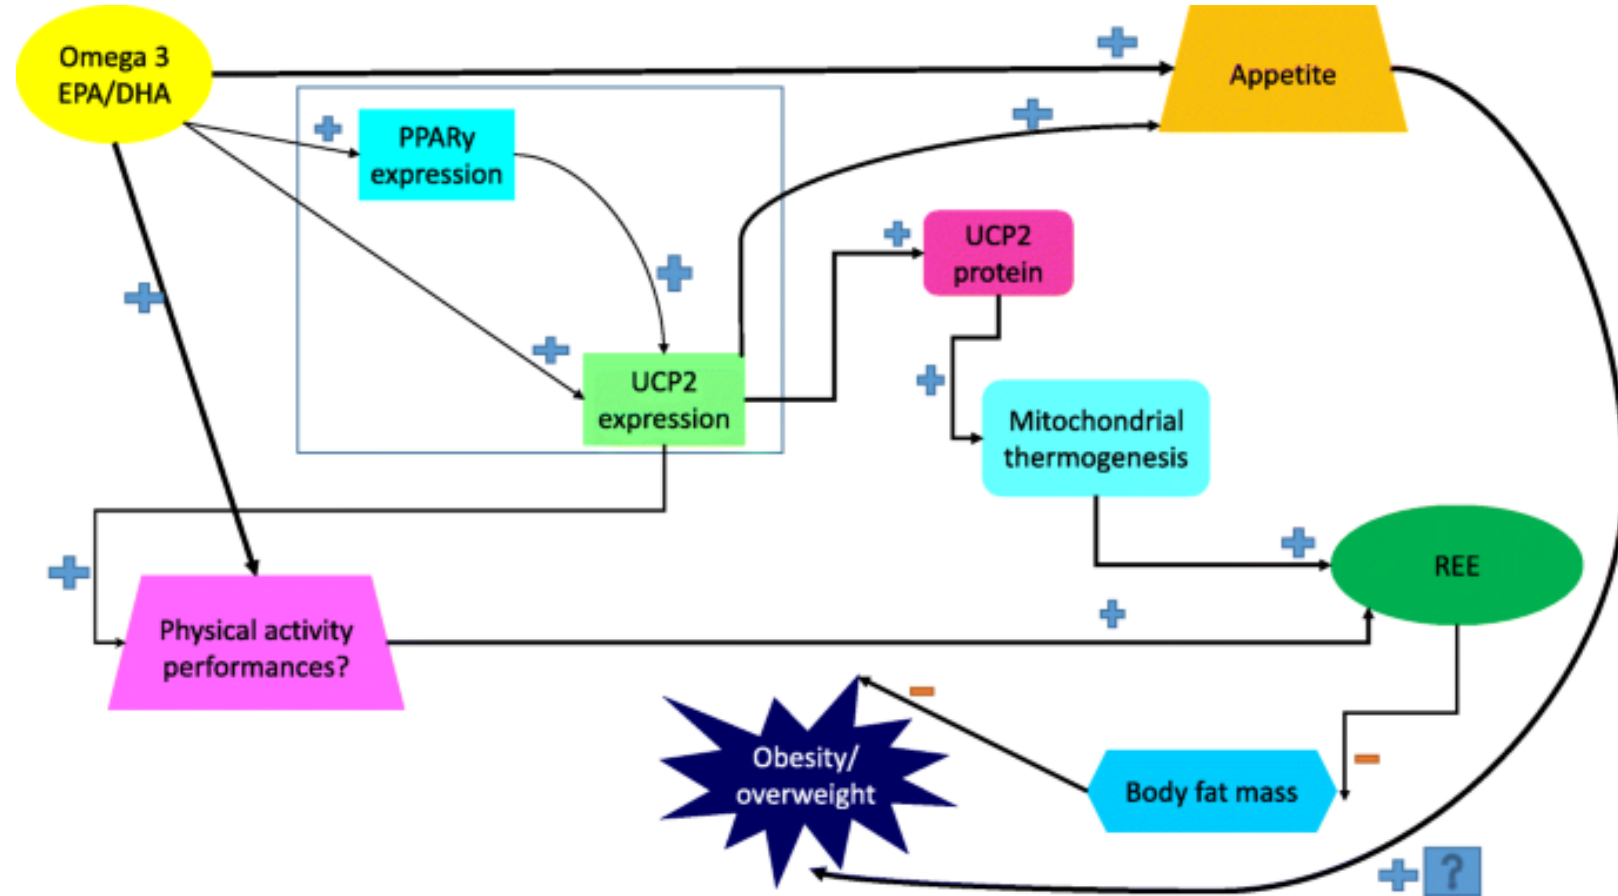 Omega 3
EPA/DHA
Appetite
PPARy
expression
UCP2
protein
UCP2
expression
Mitochondrial
thermogenesis
REE
Physical activity
performances?
Obesity/
overweight
Body fat mass
?